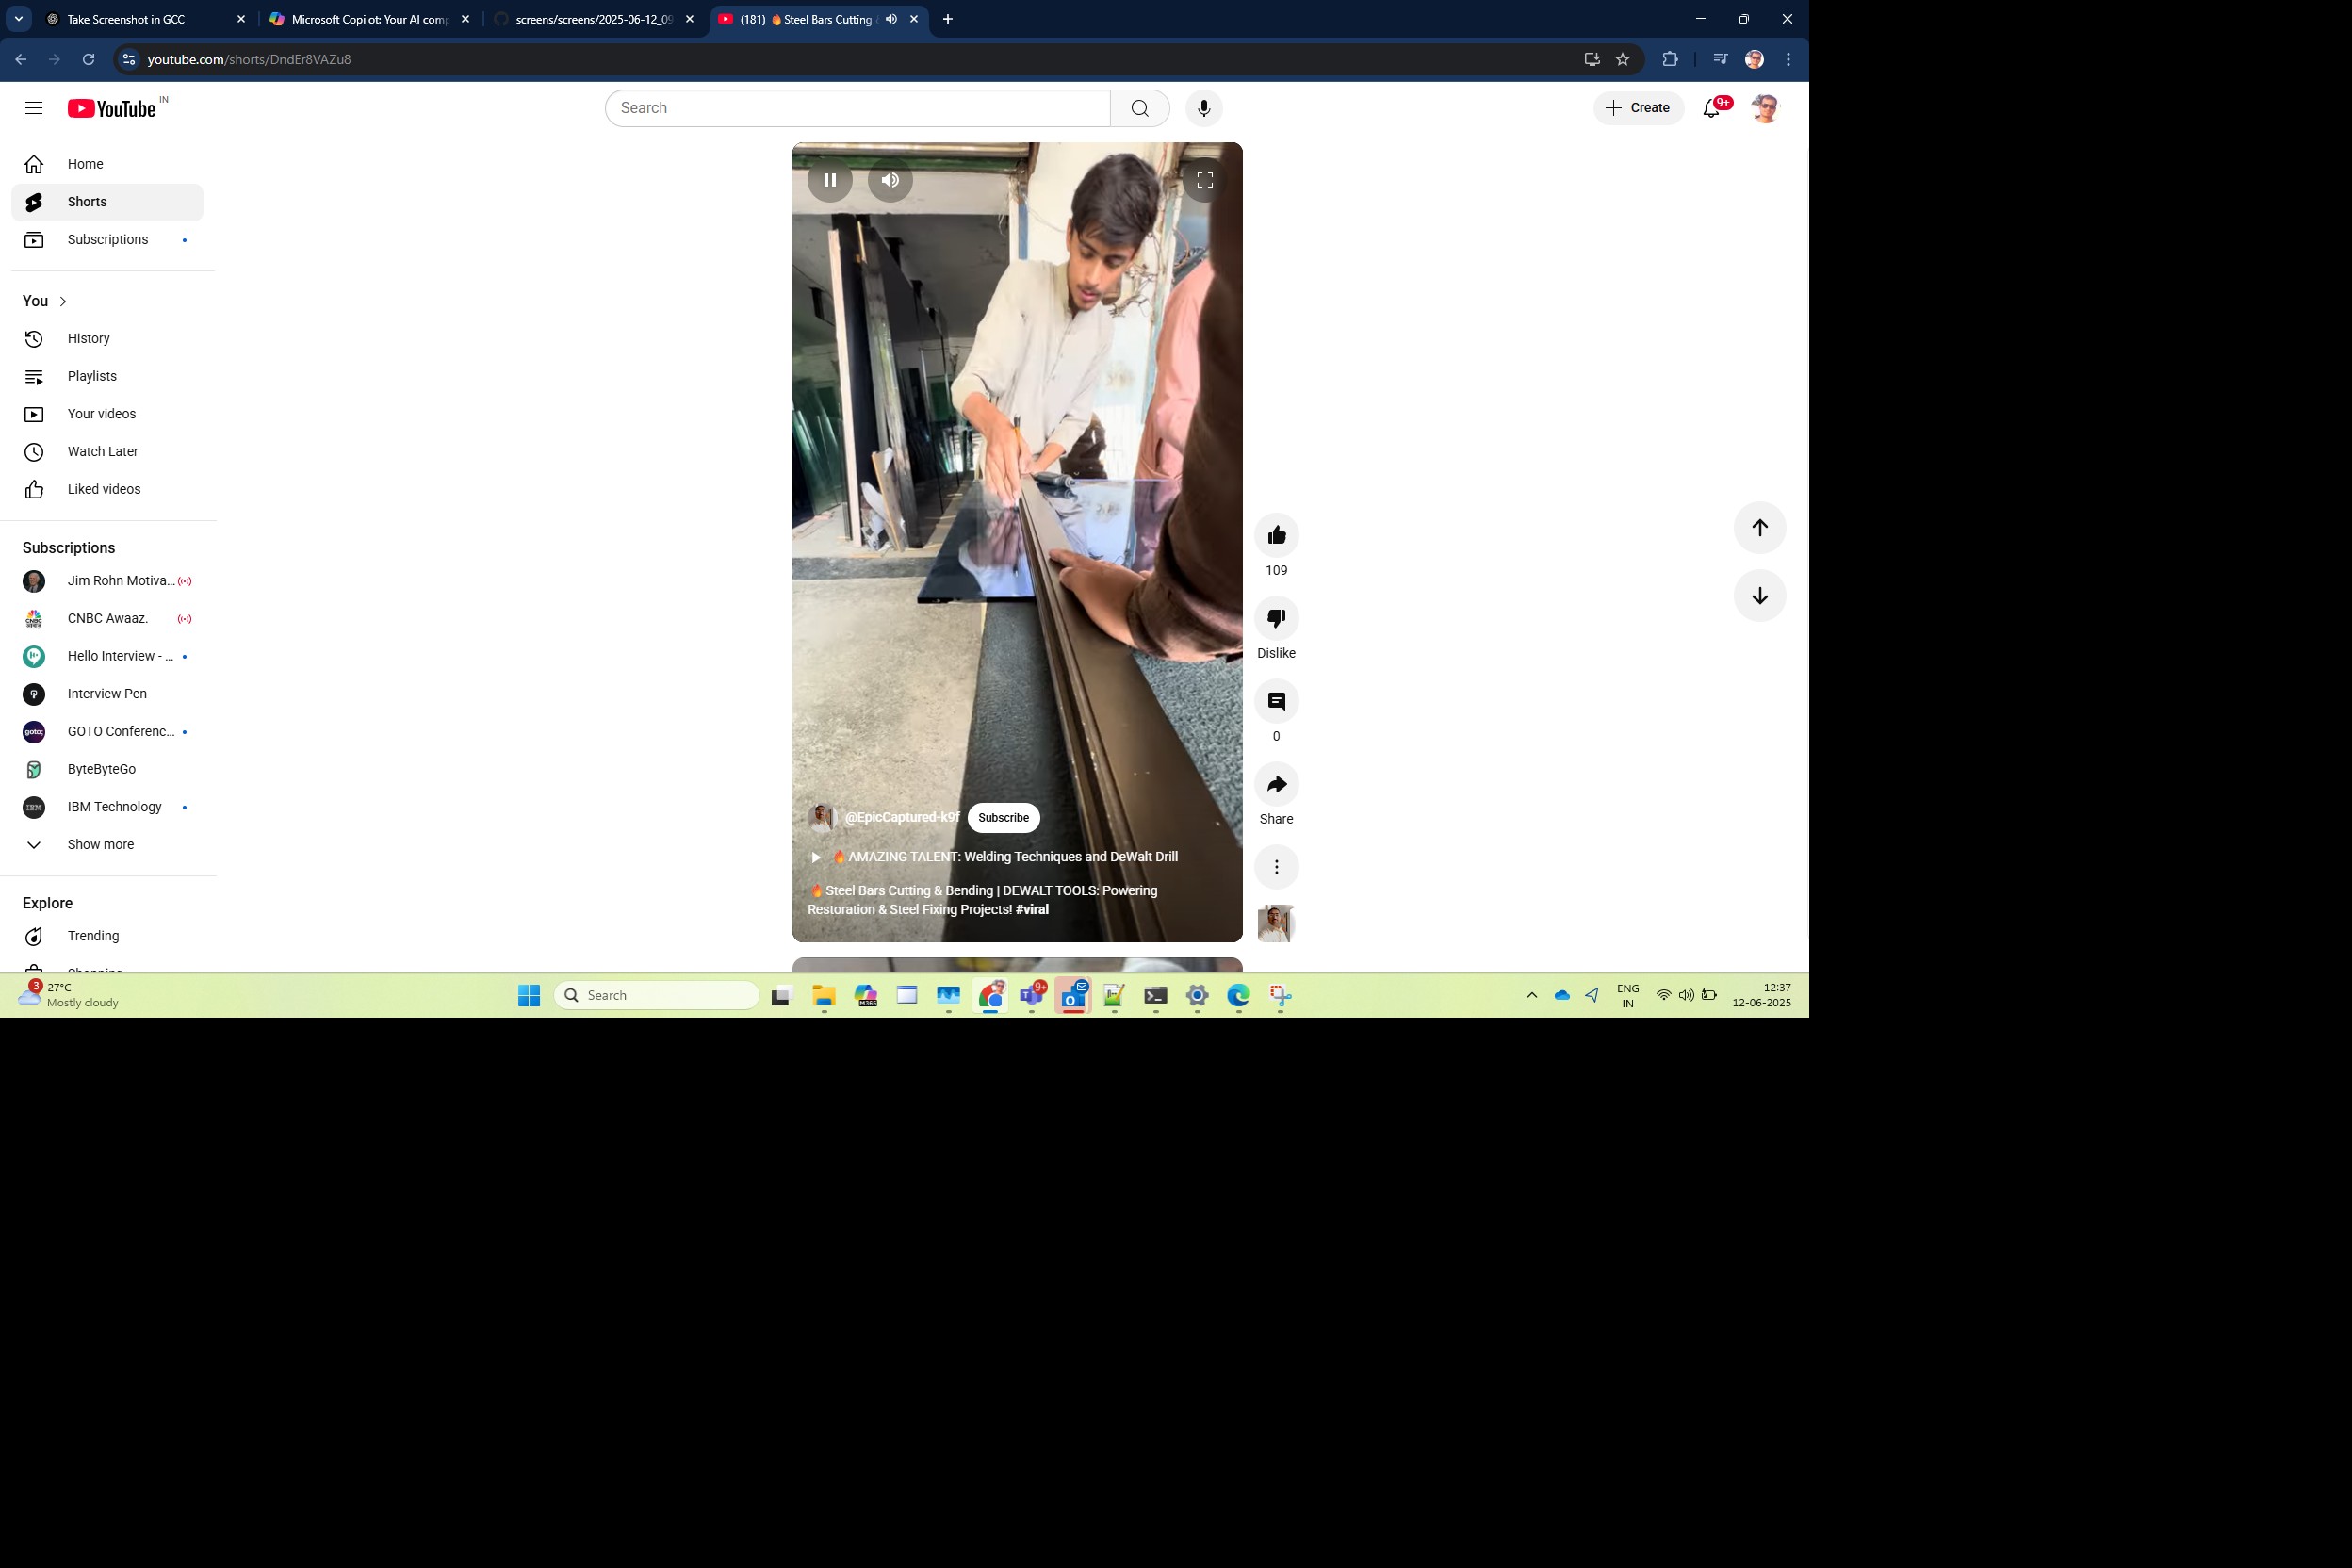 Take Screenshot in GCC
Microsoft Copilot: Your AI comp
screens/screens/2025-06-12_09
(181) 🔥Steel Bars Cutting &
youtube.com/shorts/DndEr8VAZu8
YouTube IN
Search
Create
9+
Home
Shorts
Subscriptions
You
History
Playlists
Your videos
Watch Later
Liked videos
Subscriptions
Jim Rohn Motiva...
CNBC Awaaz.
Hello Interview - ...
Interview Pen
GOTO Conferenc...
ByteByteGo
IBM Technology
Show more
Explore
Trending
Shopping
109
Dislike
0
Share
@EpicCaptured-k9f Subscribe
🔥AMAZING TALENT: Welding Techniques and DeWalt Drill
🔥Steel Bars Cutting & Bending | DEWALT TOOLS: Powering
Restoration & Steel Fixing Projects! #viral
3
27°C
Mostly cloudy
Search
M365
9+
ENG
IN
12:37
12-06-2025